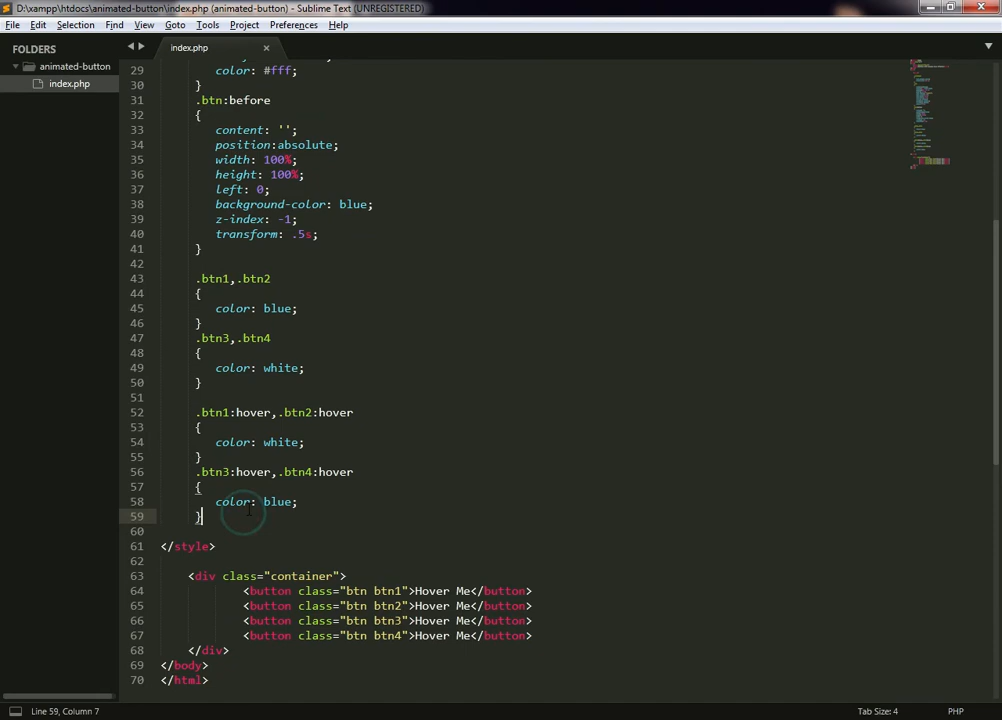 D:\xampp\htdocs\animated-button\index.php (animated-button) - Sublime Text (UNREGISTERED)
File Edit Selection Find View Goto Tools Project Preferences Help
FOLDERS
animated-button
index.php
index.php
29 color: #fff;
30 }
31 .btn:before
32 {
33 content: '';
34 position:absolute;
35 width: 100%;
36 height: 100%;
37 left: 0;
38 background-color: blue;
39 z-index: -1;
40 transform: .5s;
41 }
42
43 .btn1,.btn2
44 {
45 color: blue;
46 }
47 .btn3,.btn4
48 {
49 color: white;
50 }
51
52 .btn1:hover,.btn2:hover
53 {
54 color: white;
55 }
56 .btn3:hover,.btn4:hover
57 {
58 color: blue;
59 }
60
61 </style>
62
63 <div class="container">
64 <button class="btn btn1">Hover Me</button>
65 <button class="btn btn2">Hover Me</button>
66 <button class="btn btn3">Hover Me</button>
67 <button class="btn btn4">Hover Me</button>
68 </div>
69 </body>
70 </html>
Line 59, Column 7
Tab Size: 4
PHP